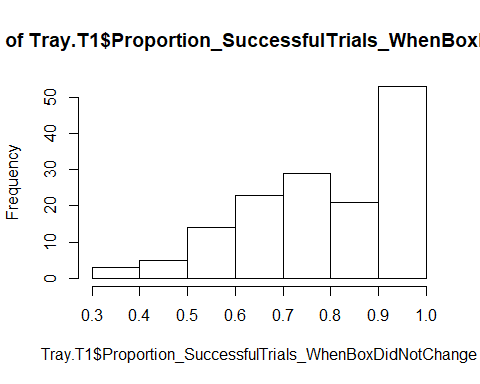 of Tray.T1$Proportion_SuccessfulTrials_WhenBoxI
Frequency
50
40
30
20
10
0
0.3 0.4 0.5 0.6 0.7 0.8 0.9 1.0
Tray.T1$Proportion_SuccessfulTrials_WhenBoxDidNotChange